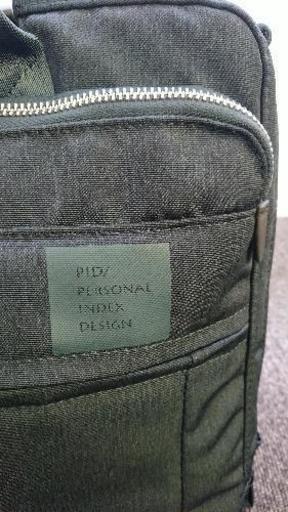 PID/
PERSONAL
INDEX
DESIGN